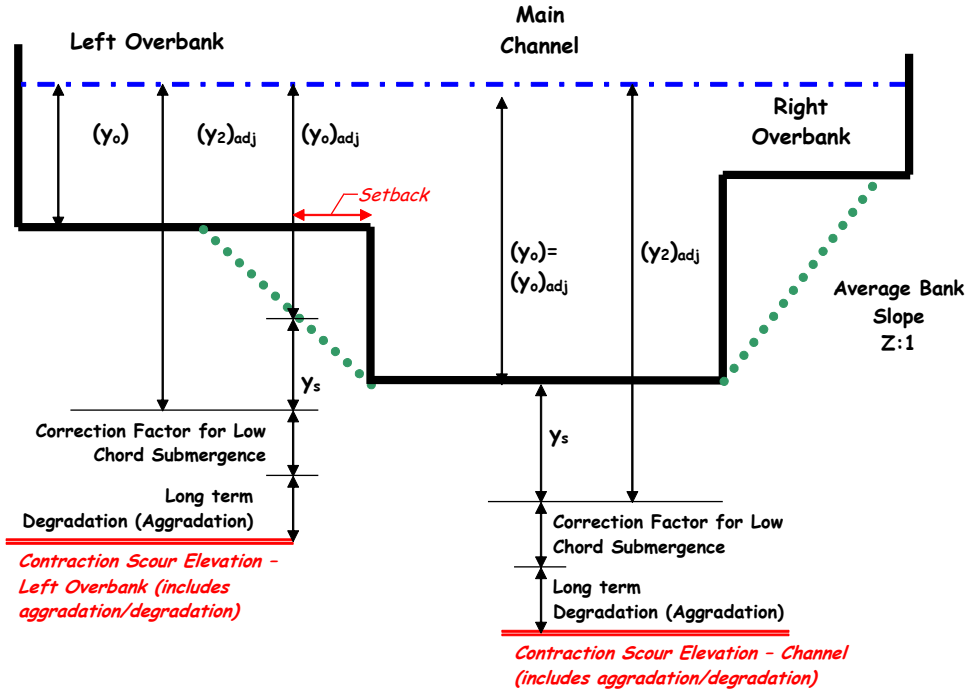 Left Overbank
Main
Channel
(yo)
(y2)adj
(yo)adj
Right
Overbank
Setback
(yo)=
(yo)adj
(y2)adj
Average Bank
Slope
Z:1
ys
ys
Correction Factor for Low
Chord Submergence
Long term
Degradation (Aggradation)
Contraction Scour Elevation –
Left Overbank (includes
aggradation/degradation)
Correction Factor for Low
Chord Submergence
Long term
Degradation (Aggradation)
Contraction Scour Elevation – Channel
(includes aggradation/degradation)